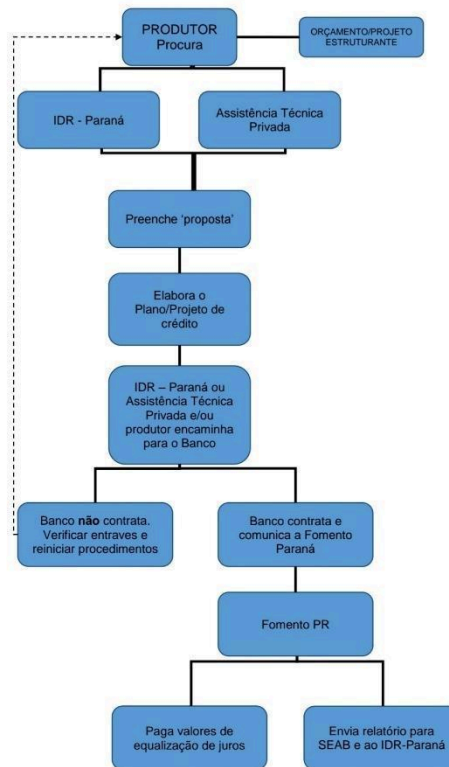 PRODUTOR
Procura
ORÇAMENTO/PROJETO
ESTRUTURANTE
IDR - Paraná
Assistência Técnica
Privada
Preenche ‘proposta’
Elabora o
Plano/Projeto de
crédito
IDR – Paraná ou
Assistência Técnica
Privada e/ou
produtor encaminha
para o Banco
Banco não contrata.
Verificar entraves e
reiniciar procedimentos
Banco contrata e
comunica a Fomento
Paraná
Fomento PR
Paga valores de
equalização de juros
Envia relatório para
SEAB e ao IDR-Paraná